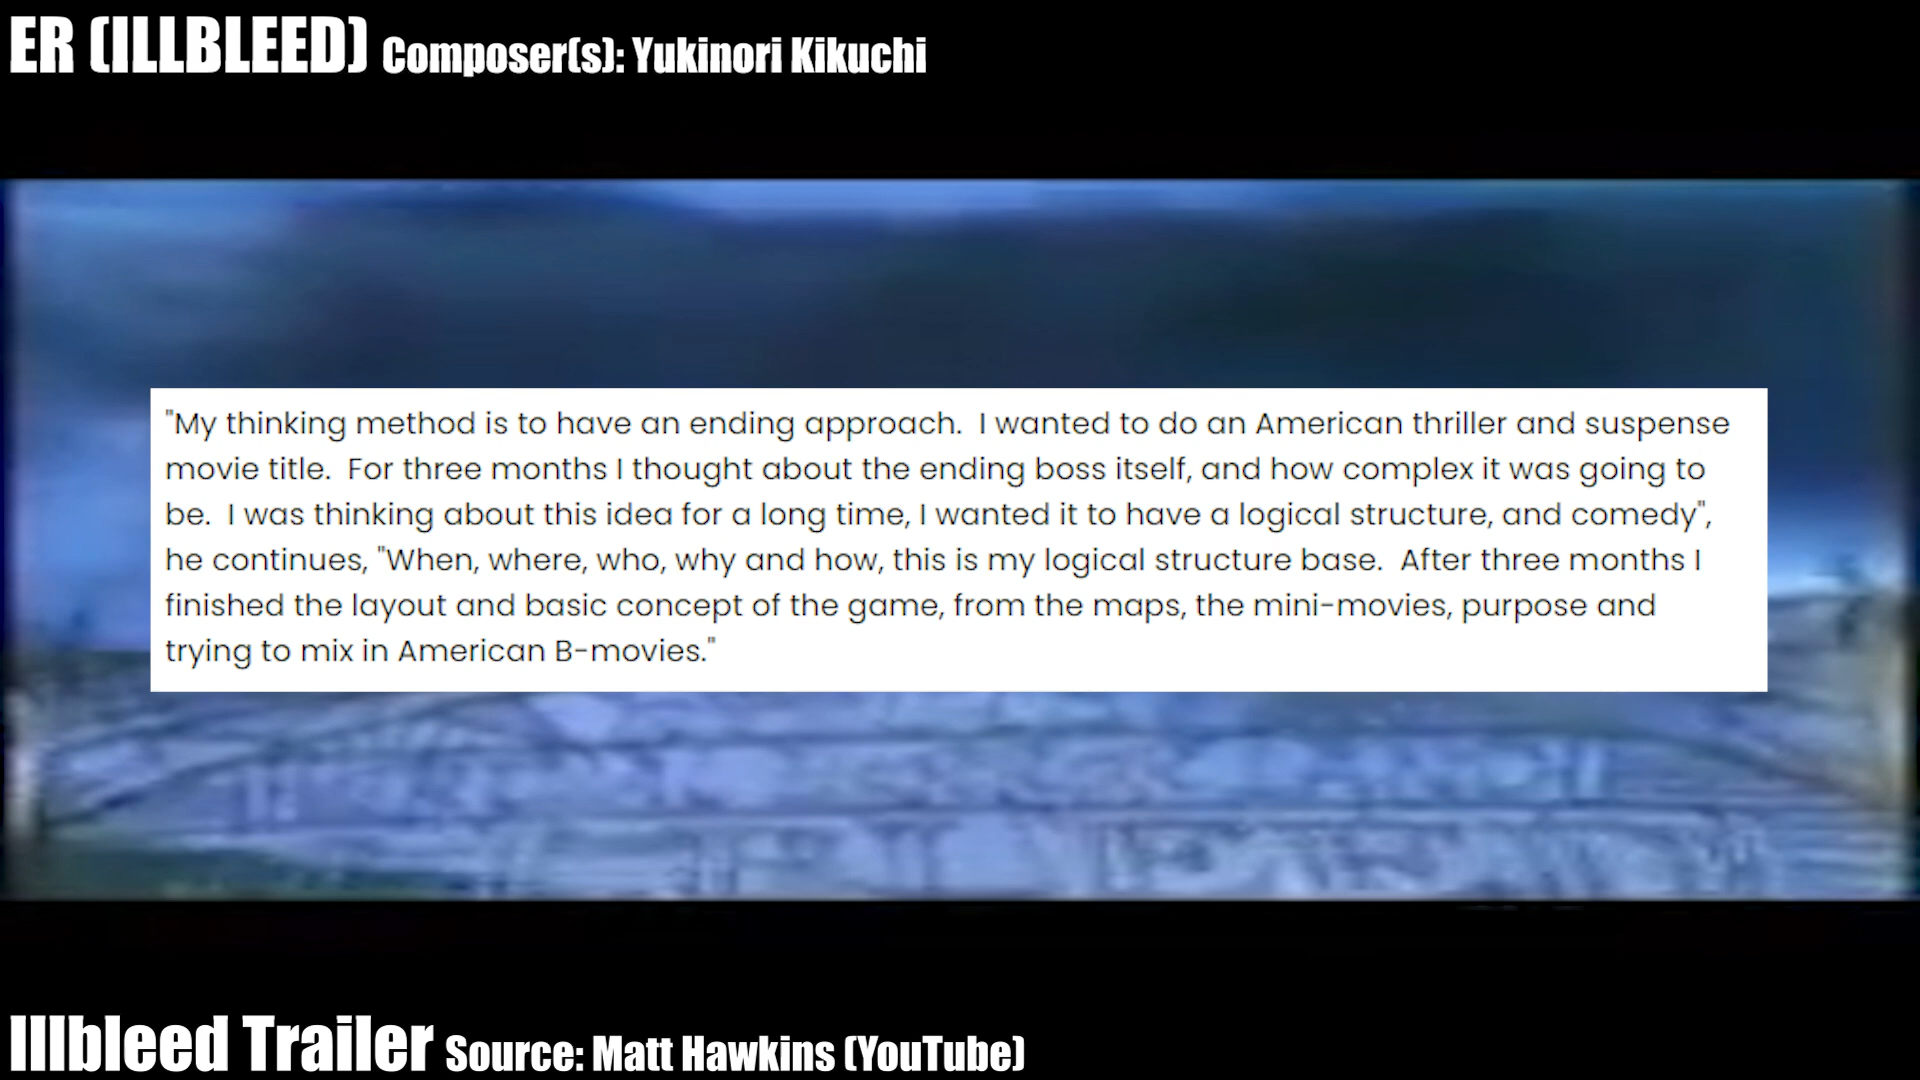 ER (ILLBLEED) Composer(s): Yukinori Kikuchi
"My thinking method is to have an ending approach.  I wanted to do an American thriller and suspense
movie title.  For three months I thought about the ending boss itself, and how complex it was going to
be.  I was thinking about this idea for a long time, I wanted it to have a logical structure, and comedy",
he continues, "When, where, who, why and how, this is my logical structure base.  After three months I
finished the layout and basic concept of the game, from the maps, the mini-movies, purpose and
trying to mix in American B-movies."
Illbleed Trailer Source: Matt Hawkins (YouTube)